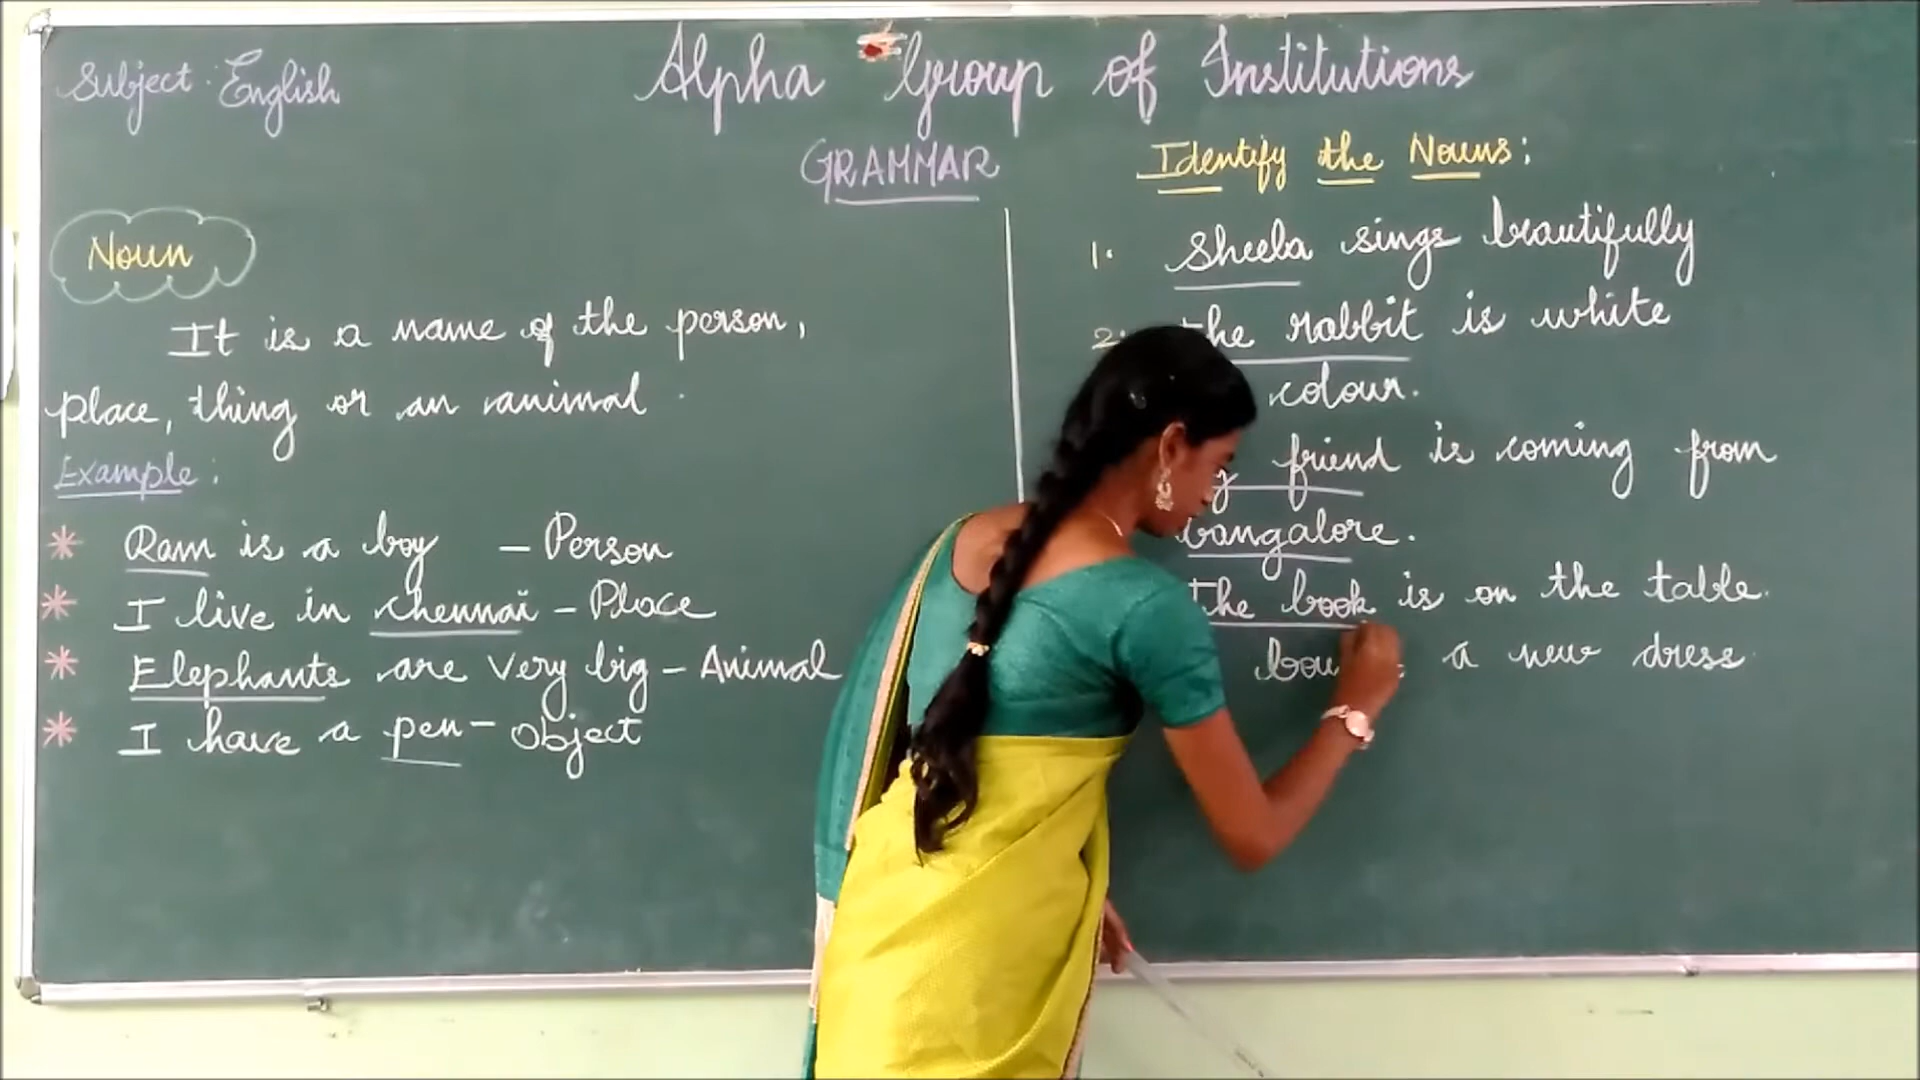 Subject: English
Alpha Group of Institutions
GRAMMAR
Noun
It is a name of the person,
place, thing or an animal.
Example:
* Ram is a boy - Person
* I live in chennai - Place
* Elephants are very big - Animal
* I have a pen - object
Identify the Nouns:
1. Sheeba sings beautifully
2. the rabbit is white
colour.
friend is coming from
bangalore.
The book is on the table.
a new dress